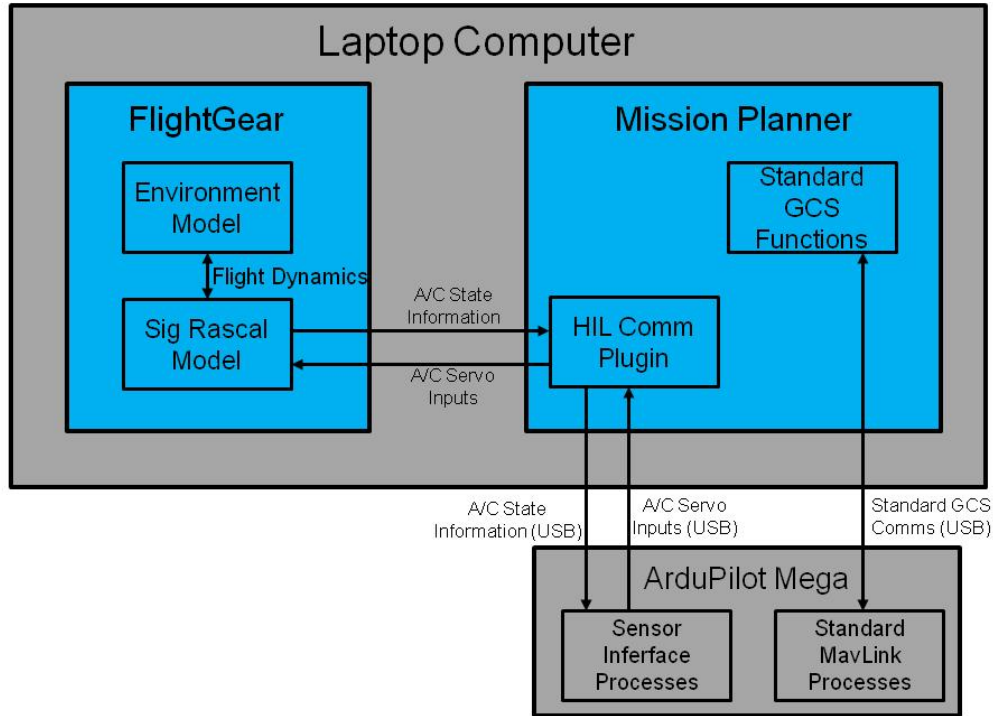 Laptop Computer
FlightGear
Environment
Model
Flight Dynamics
Sig Rascal
Model
A/C State
Information
A/C Servo
Inputs
Mission Planner
Standard
GCS
Functions
HIL Comm
Plugin
A/C State
Information (USB)
A/C Servo
Inputs (USB)
Standard GCS
Comms (USB)
ArduPilot Mega
Sensor
Inferface
Processes
Standard
MavLink
Processes